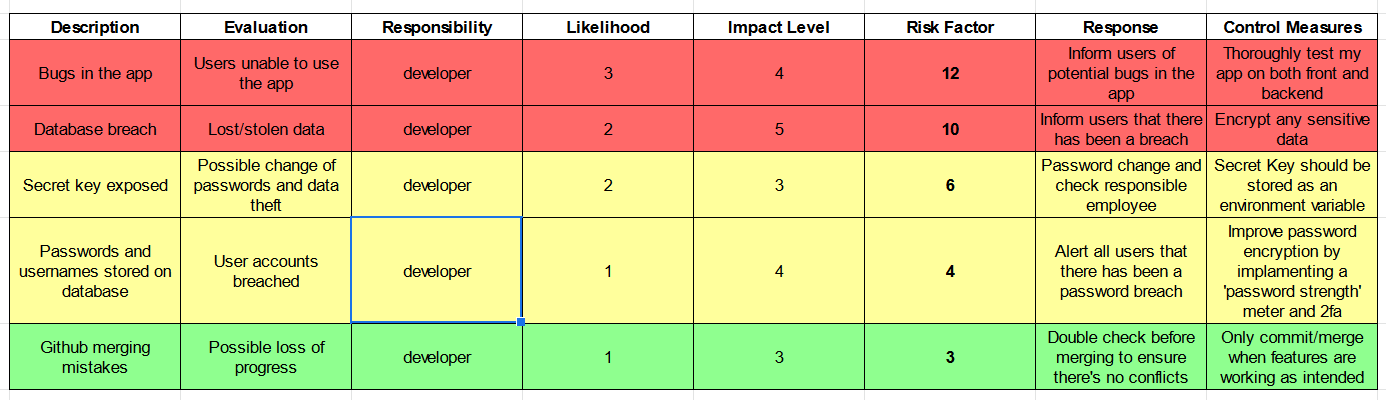 Description Evaluation Responsibility Likelihood Impact Level Risk Factor Response Control Measures
Bugs in the app
Users unable to use
the app
developer
3
4
12
Inform users of
potential bugs in the
app
Thoroughly test my
app on both front and
backend
Database breach
Lost/stolen data
developer
2
5
10
Inform users that there
has been a breach
Encrypt any sensitive
data
Secret key exposed
Possible change of
passwords and data
theft
developer
2
3
6
Password change and
check responsible
employee
Secret Key should be
stored as an
environment variable
Passwords and
usernames stored on
database
User accounts
breached
developer
1
4
4
Alert all users that
there has been a
password breach
Improve password
encryption by
implamenting a
'password strength'
meter and 2fa
Github merging
mistakes
Possible loss of
progress
developer
1
3
3
Double check before
merging to ensure
there's no conflicts
Only commit/merge
when features are
working as intended